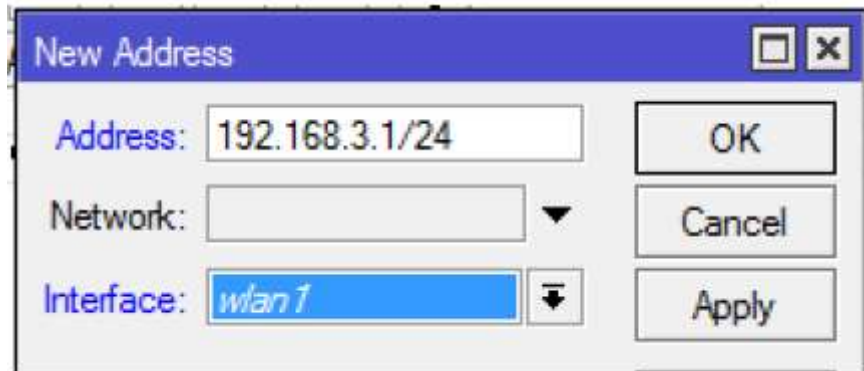 New Address
Address: 192.168.3.1/24 OK
Network: Cancel
Interface: wlan1 Apply